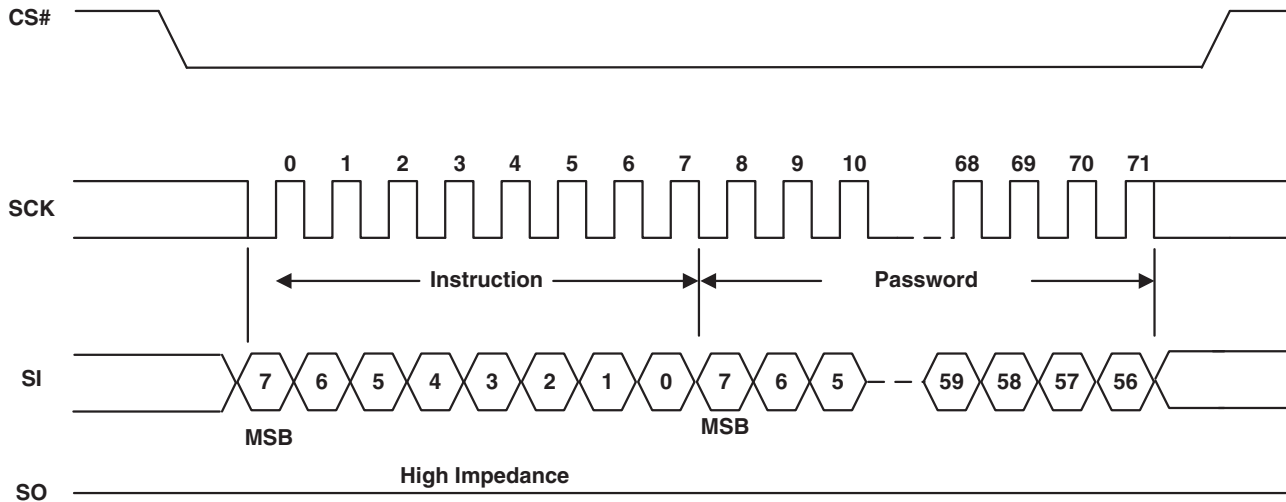 CS#
0 1 2 3 4 5 6 7 8 9 10 68 69 70 71
SCK
Instruction Password
SI 7 6 5 4 3 2 1 0 7 6 5 59 58 57 56
MSB MSB
High Impedance
SO